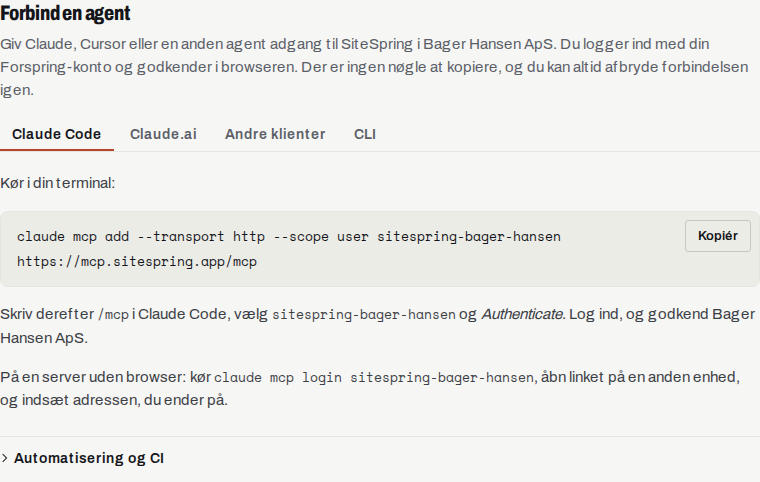 Forbind en agent
Giv Claude, Cursor eller en anden agent adgang til SiteSpring i Bager Hansen ApS. Du logger ind med din
Forspring-konto og godkender i browseren. Der er ingen nøgle at kopiere, og du kan altid afbryde forbindelsen
igen.
Claude Code Claude.ai Andre klienter CLI
Kør i din terminal:
claude mcp add --transport http --scope user sitespring-bager-hansen
https://mcp.sitespring.app/mcp
Kopiér
Skriv derefter /mcp i Claude Code, vælg sitespring-bager-hansen og Authenticate. Log ind, og godkend Bager
Hansen ApS.
På en server uden browser: kør claude mcp login sitespring-bager-hansen, åbn linket på en anden enhed,
og indsæt adressen, du ender på.
Automatisering og CI